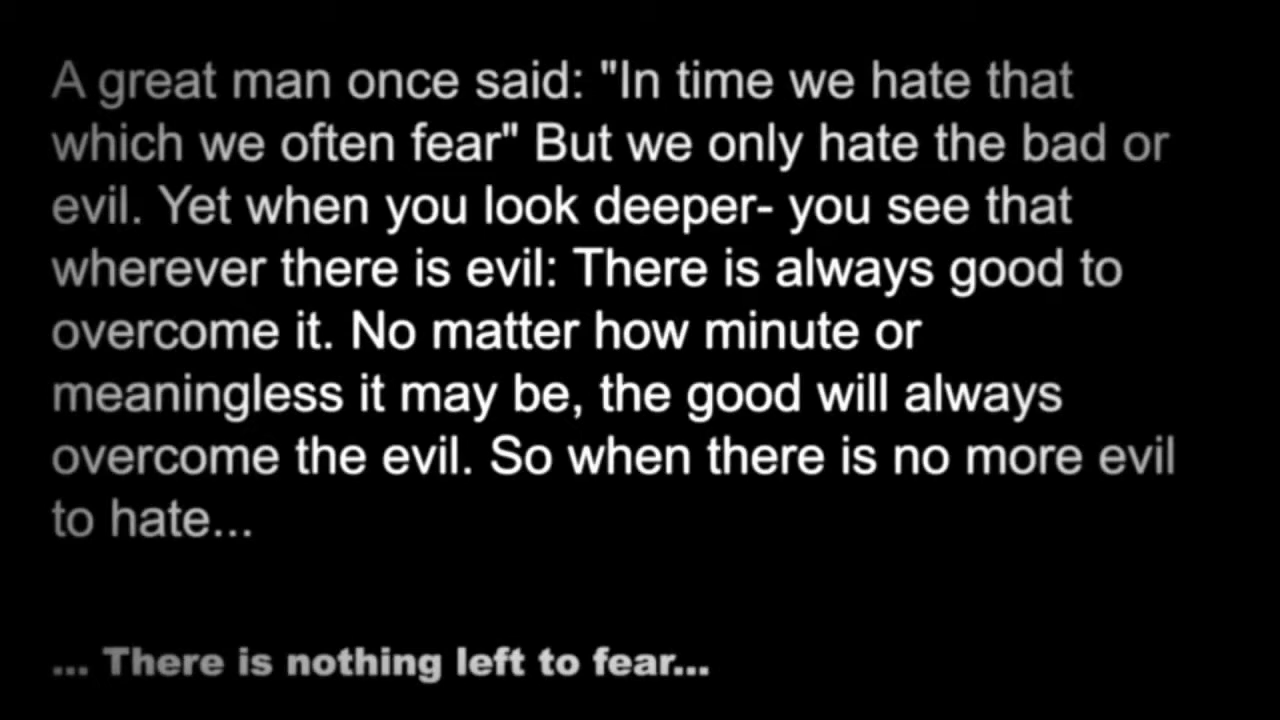 A great man once said: "In time we hate that
which we often fear" But we only hate the bad or
evil. Yet when you look deeper- you see that
wherever there is evil: There is always good to
overcome it. No matter how minute or
meaningless it may be, the good will always
overcome the evil. So when there is no more evil
to hate...
... There is nothing left to fear...